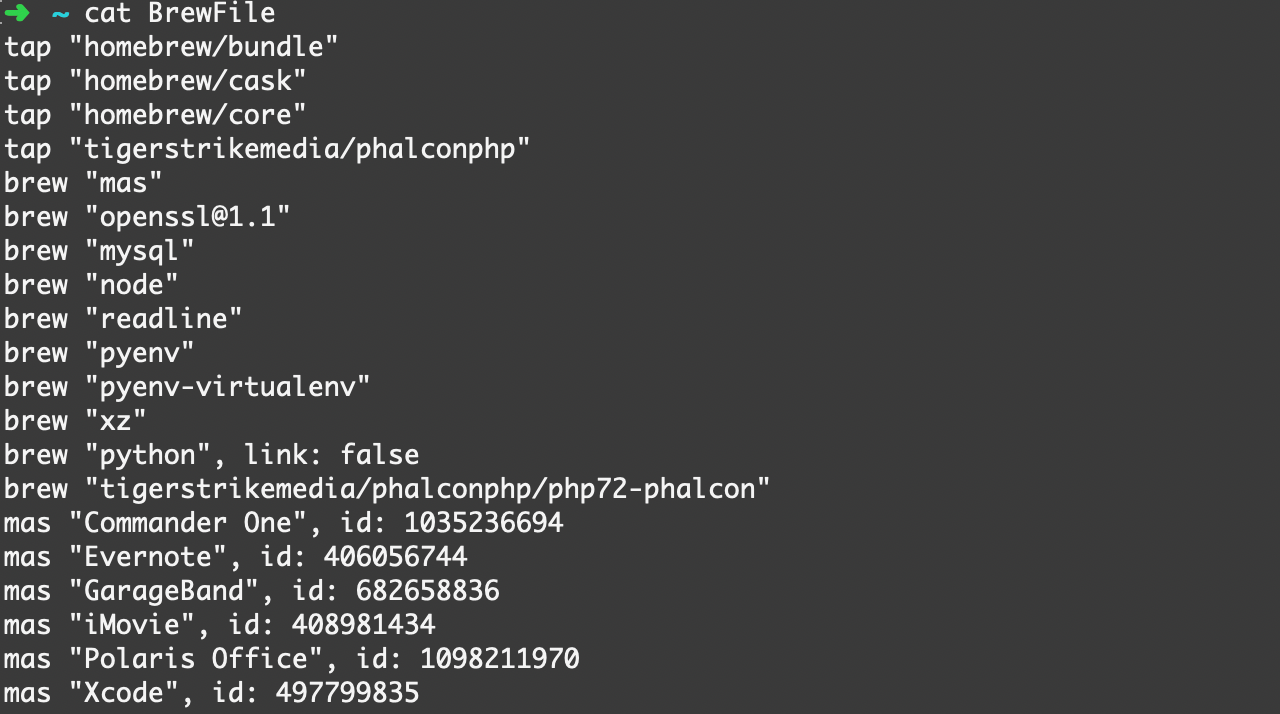 ➜ ~ cat BrewFile
tap "homebrew/bundle"
tap "homebrew/cask"
tap "homebrew/core"
tap "tigerstrikemedia/phalconphp"
brew "mas"
brew "openssl@1.1"
brew "mysql"
brew "node"
brew "readline"
brew "pyenv"
brew "pyenv-virtualenv"
brew "xz"
brew "python", link: false
brew "tigerstrikemedia/phalconphp/php72-phalcon"
mas "Commander One", id: 1035236694
mas "Evernote", id: 406056744
mas "GarageBand", id: 682658836
mas "iMovie", id: 408981434
mas "Polaris Office", id: 1098211970
mas "Xcode", id: 497799835